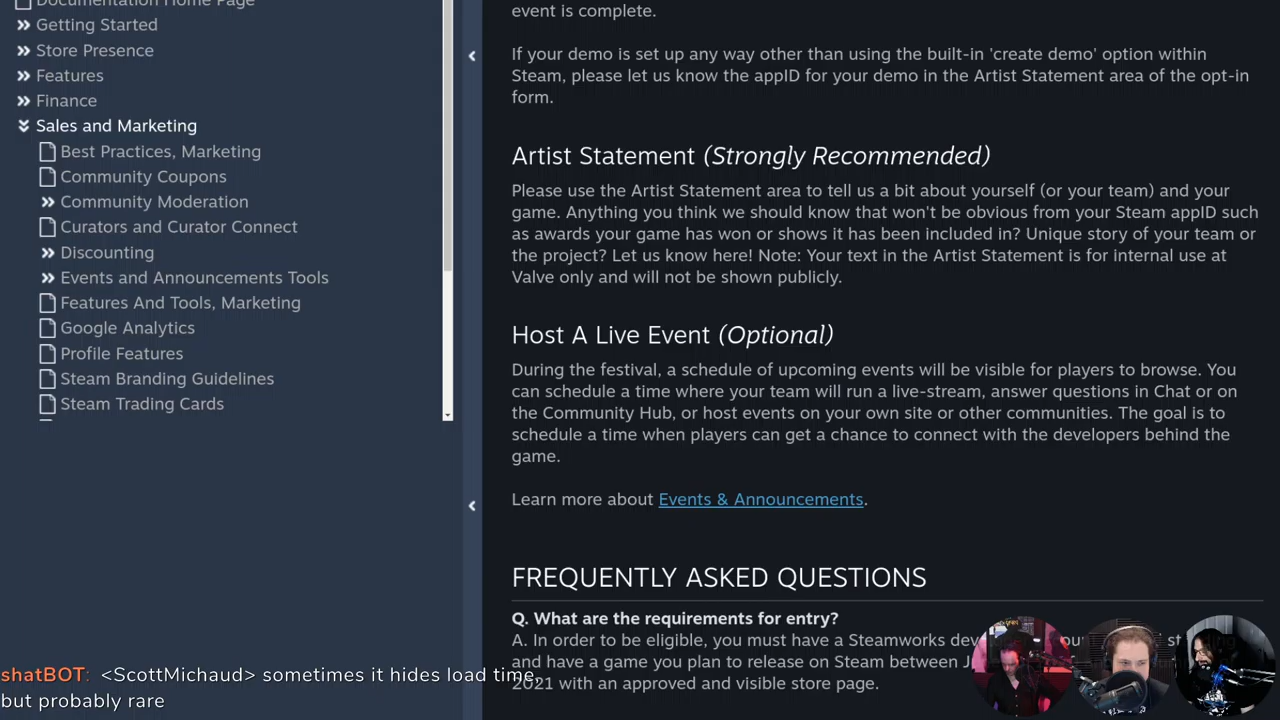 Documentation Home Page
Getting Started
Store Presence
Features
Finance
Sales and Marketing
Best Practices, Marketing
Community Coupons
Community Moderation
Curators and Curator Connect
Discounting
Events and Announcements Tools
Features And Tools, Marketing
Google Analytics
Profile Features
Steam Branding Guidelines
Steam Trading Cards
event is complete.
If your demo is set up any way other than using the built-in 'create demo' option within
Steam, please let us know the appID for your demo in the Artist Statement area of the opt-in
form.
Artist Statement (Strongly Recommended)
Please use the Artist Statement area to tell us a bit about yourself (or your team) and your
game. Anything you think we should know that won't be obvious from your Steam appID such
as awards your game has won or shows it has been included in? Unique story of your team or
the project? Let us know here! Note: Your text in the Artist Statement is for internal use at
Valve only and will not be shown publicly.
Host A Live Event (Optional)
During the festival, a schedule of upcoming events will be visible for players to browse. You
can schedule a time where your team will run a live-stream, answer questions in Chat or on
the Community Hub, or host events on your own site or other communities. The goal is to
schedule a time when players can get a chance to connect with the developers behind the
game.
Learn more about Events & Announcements.
FREQUENTLY ASKED QUESTIONS
Q. What are the requirements for entry?
A. In order to be eligible, you must have a Steamworks
and have a game you plan to release on Steam between
2021 with an approved and visible store page.
shatBOT: <ScottMichaud> sometimes it hides load time,
but probably rare